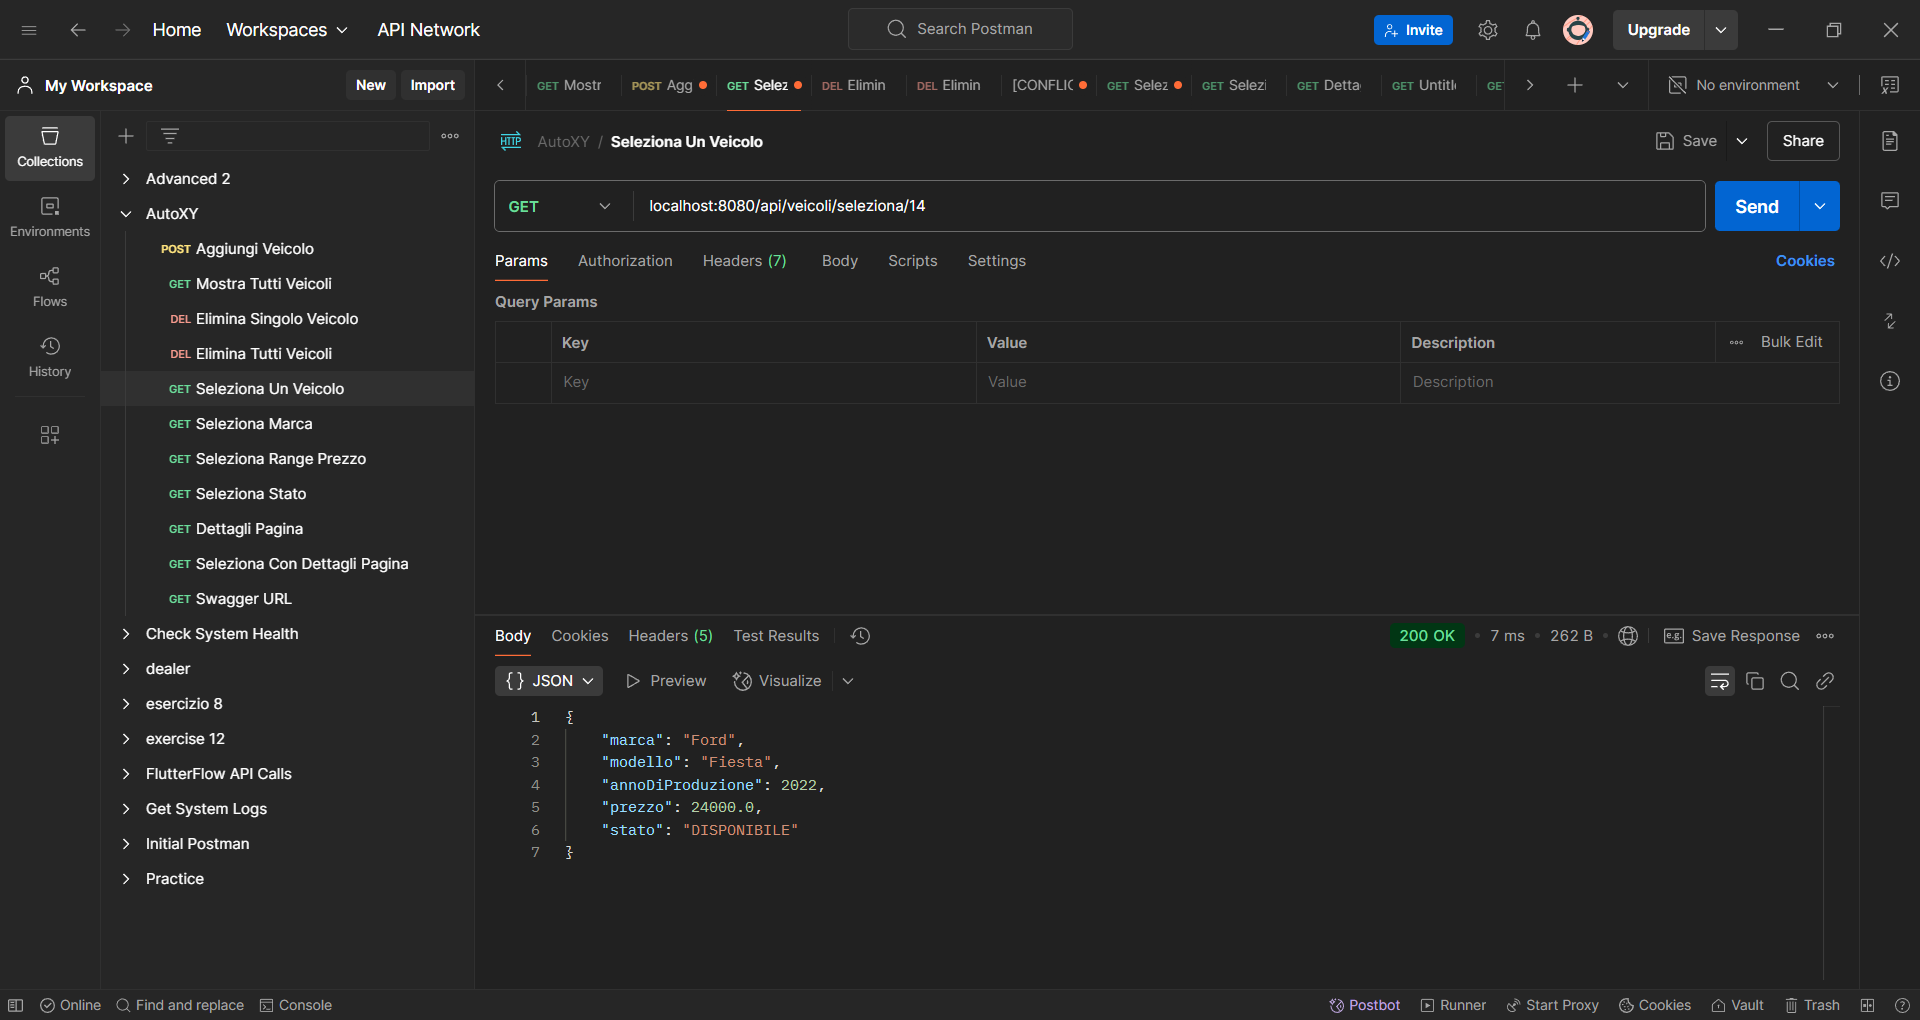 Home Workspaces API Network Search Postman Invite Upgrade
My Workspace New Import
GET Mostr POST Agg GET Selez DEL Elimin DEL Elimin [CONFLIC GET Selez GET Selezi GET Detta GET Untitl GE No environment
Collections
Environments
Flows
History
Advanced 2
AutoXY
POST Aggiungi Veicolo
GET Mostra Tutti Veicoli
DEL Elimina Singolo Veicolo
DEL Elimina Tutti Veicoli
GET Seleziona Un Veicolo
GET Seleziona Marca
GET Seleziona Range Prezzo
GET Seleziona Stato
GET Dettagli Pagina
GET Seleziona Con Dettagli Pagina
GET Swagger URL
Check System Health
dealer
esercizio 8
exercise 12
FlutterFlow API Calls
Get System Logs
Initial Postman
Practice
HTTP AutoXY / Seleziona Un Veicolo Save Share
GET localhost:8080/api/veicoli/seleziona/14 Send
Params Authorization Headers (7) Body Scripts Settings Cookies
Query Params
Key Value Description Bulk Edit
Key Value Description
Body Cookies Headers (5) Test Results 200 OK • 7 ms • 262 B • e.g. Save Response
{} JSON Preview Visualize
1 {
2 "marca": "Ford",
3 "modello": "Fiesta",
4 "annoDiProduzione": 2022,
5 "prezzo": 24000.0,
6 "stato": "DISPONIBILE"
7 }
Online Find and replace Console Postbot Runner Start Proxy Cookies Vault Trash